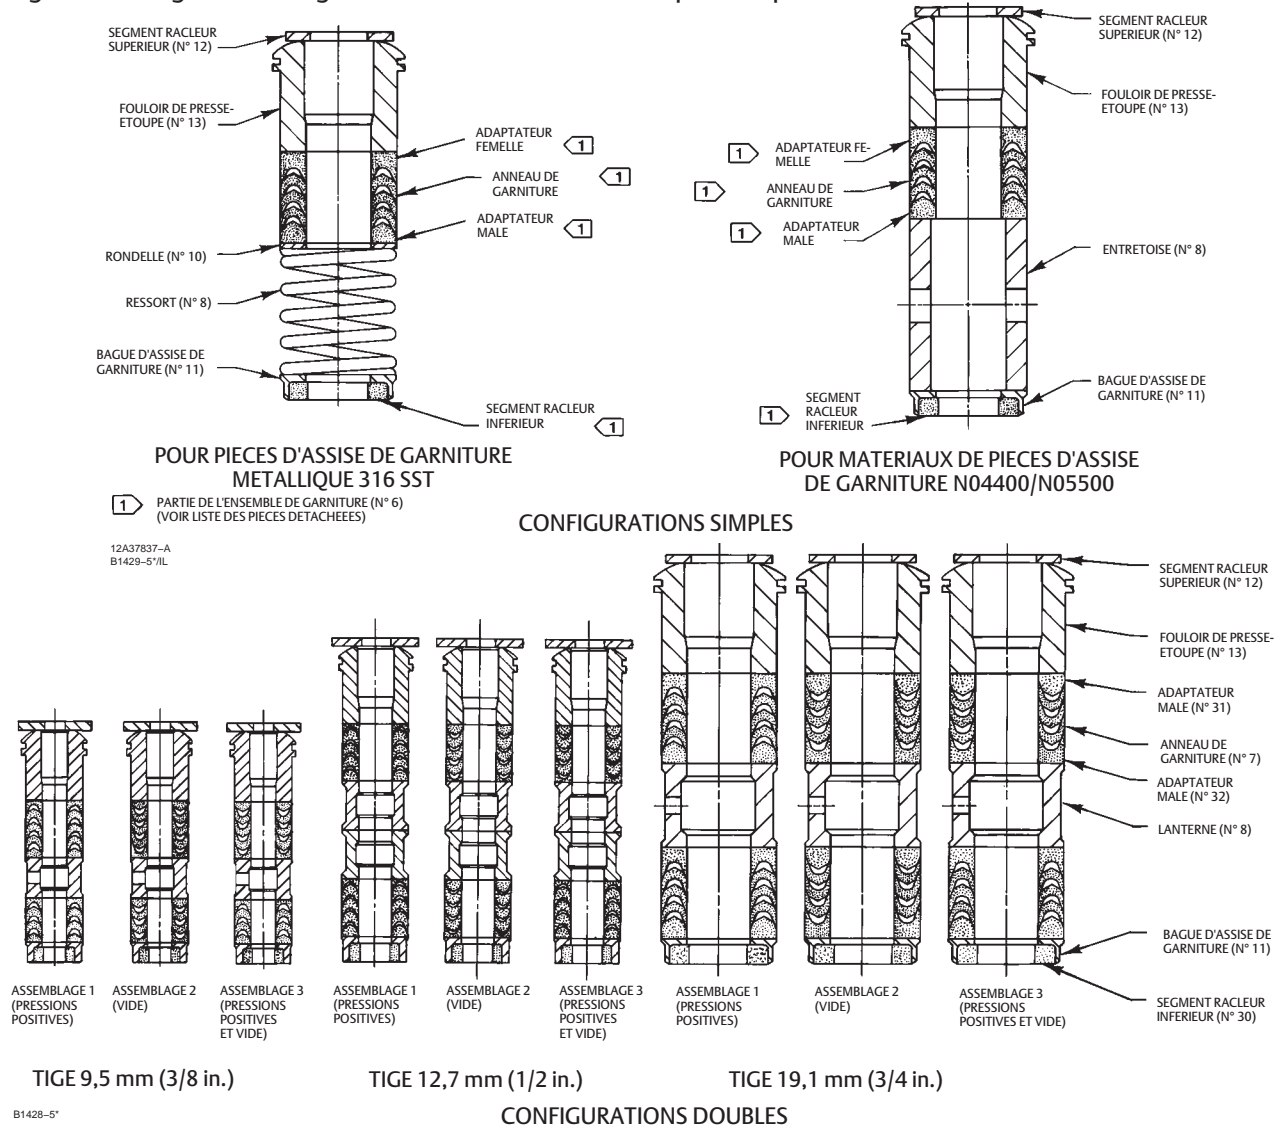 SEGMENT RACLEUR
SUPERIEUR (N° 12)
FOULOIR DE PRESSE-
ETOUPE (N° 13)
ADAPTATEUR
FEMELLE
1
ANNEAU DE
GARNITURE
1
ADAPTATEUR
MALE
1
RONDELLE (N° 10)
RESSORT (N° 8)
BAGUE D'ASSISE DE
GARNITURE (N° 11)
SEGMENT RACLEUR
INFERIEUR
1
POUR PIECES D'ASSISE DE GARNITURE
METALLIQUE 316 SST
1
PARTIE DE L'ENSEMBLE DE GARNITURE (N° 6)
(VOIR LISTE DES PIECES DETACHEEES)
12A37837–A
B1429–5*/IL
SEGMENT RACLEUR
SUPERIEUR (N° 12)
FOULOIR DE PRESSE-
ETOUPE (N° 13)
1
ADAPTATEUR FE-
MELLE
1
ANNEAU DE
GARNITURE
1
ADAPTATEUR
MALE
ENTRETOISE (N° 8)
BAGUE D'ASSISE DE
GARNITURE (N° 11)
1
SEGMENT
RACLEUR
INFERIEUR
POUR MATERIAUX DE PIECES D'ASSISE
DE GARNITURE N04400/N05500
CONFIGURATIONS SIMPLES
SEGMENT RACLEUR
SUPERIEUR (N° 12)
FOULOIR DE PRESSE-
ETOUPE (N° 13)
ADAPTATEUR
MALE (N° 31)
ANNEAU DE
GARNITURE (N° 7)
ADAPTATEUR
MALE (N° 32)
LANTERNE (N° 8)
BAGUE D'ASSISE DE
GARNITURE (N° 11)
SEGMENT RACLEUR
INFERIEUR (N° 30)
ASSEMBLAGE 1
(PRESSIONS
POSITIVES)
ASSEMBLAGE 2
(VIDE)
ASSEMBLAGE 3
(PRESSIONS
POSITIVES
ET VIDE)
ASSEMBLAGE 1
(PRESSIONS
POSITIVES)
ASSEMBLAGE 2
(VIDE)
ASSEMBLAGE 3
(PRESSIONS
POSITIVES
ET VIDE)
ASSEMBLAGE 1
(PRESSIONS
POSITIVES)
ASSEMBLAGE 2
(VIDE)
ASSEMBLAGE 3
(PRESSIONS
POSITIVES ET VIDE)
TIGE 9,5 mm (3/8 in.)
TIGE 12,7 mm (1/2 in.)
TIGE 19,1 mm (3/4 in.)
B1428–5*
CONFIGURATIONS DOUBLES